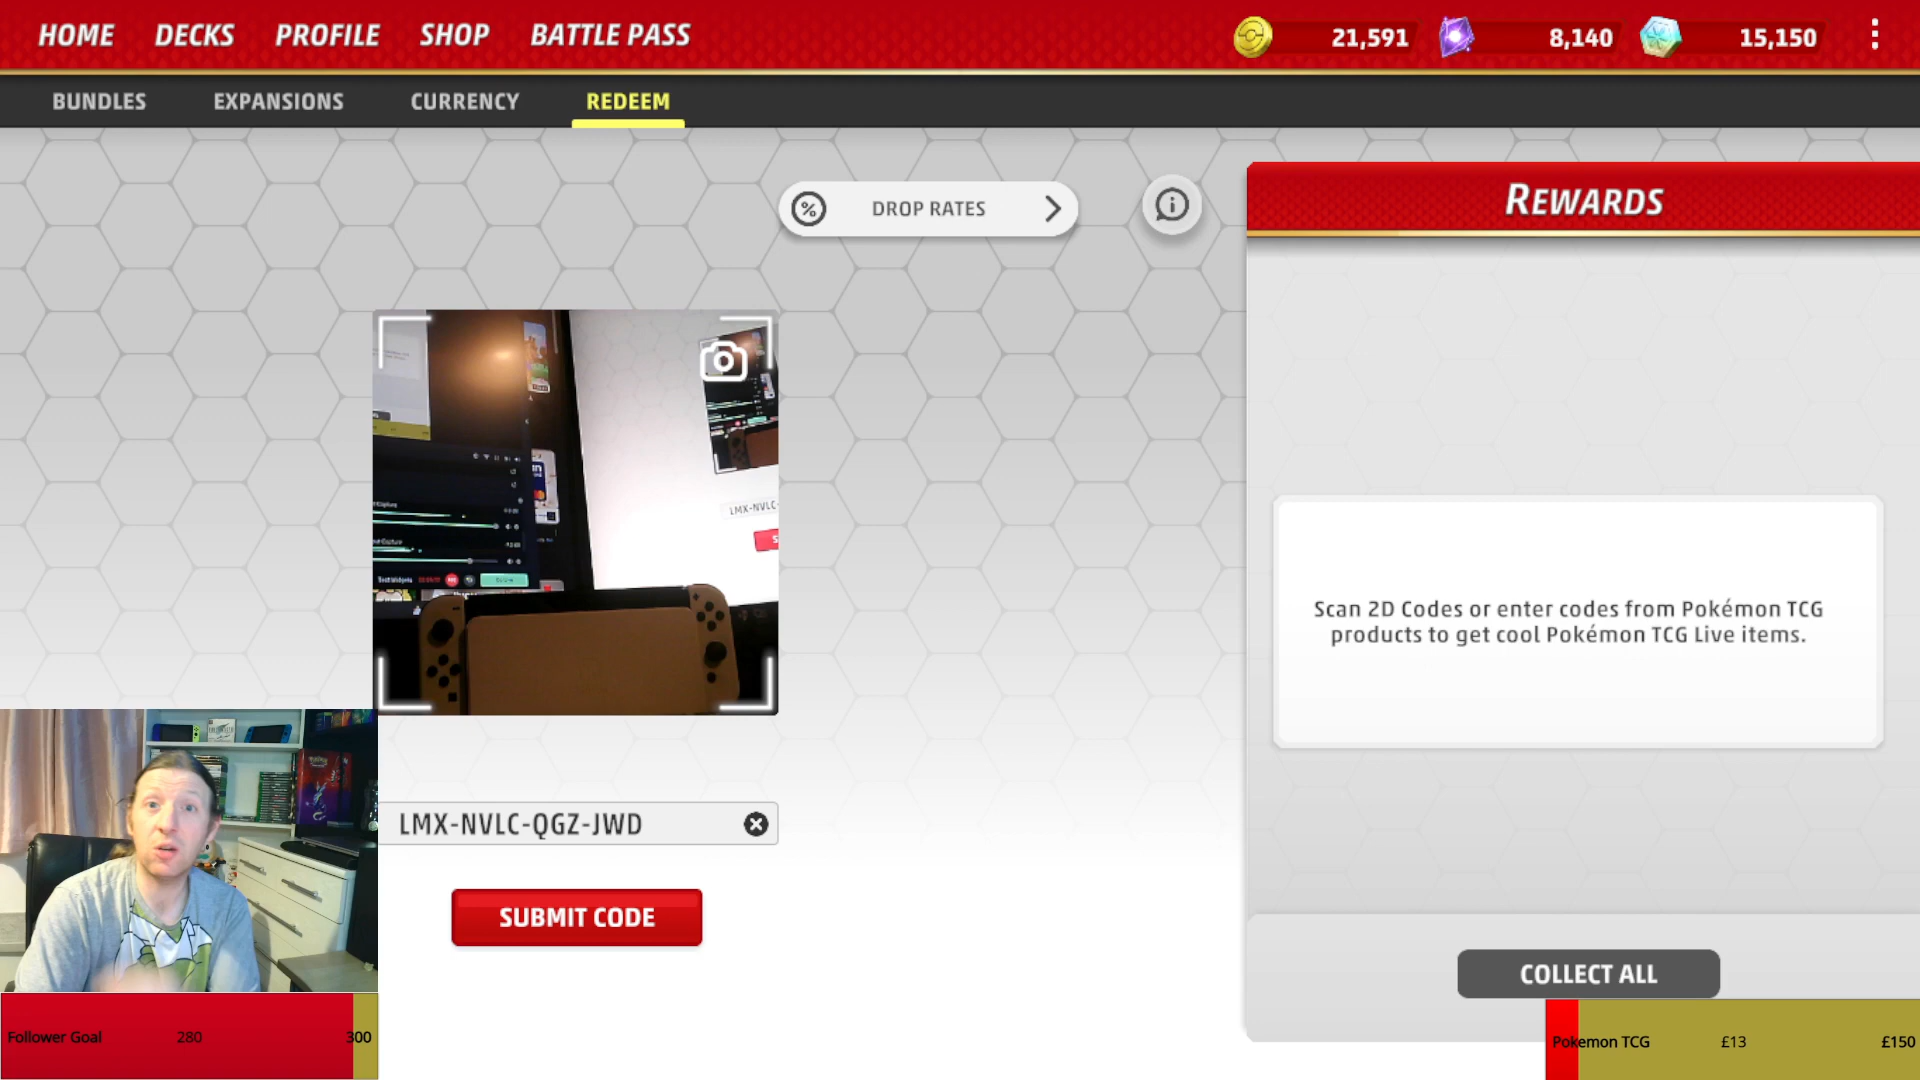 HOME DECKS PROFILE SHOP BATTLE PASS 21,591 8,140 15,150
BUNDLES EXPANSIONS CURRENCY REDEEM
DROP RATES
REWARDS
LMX-NVLC-
Scan 2D Codes or enter codes from Pokémon TCG
products to get cool Pokémon TCG Live items.
LMX-NVLC-QGZ-JWD
SUBMIT CODE
COLLECT ALL
Follower Goal 280 300
Pokemon TCG £13 £150